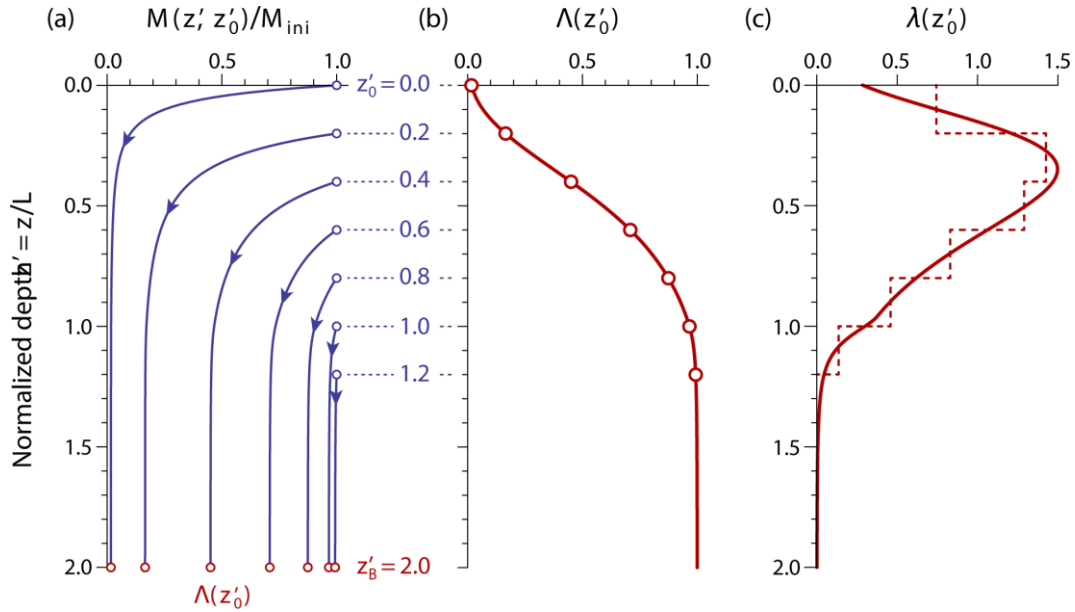 (a) M(z′, z′₀)/M_ini (b) Λ(z′₀) (c) λ(z′₀)
0.0 0.5 1.0 0.0 0.5 1.0 0.0 0.5 1.0 1.5
0.0 z′₀=0.0
0.2
0.4
0.5 0.6
0.8
1.0 1.0
1.2
1.5
2.0 z′_B=2.0
Λ(z′₀)
Normalized depth z′ = z/L